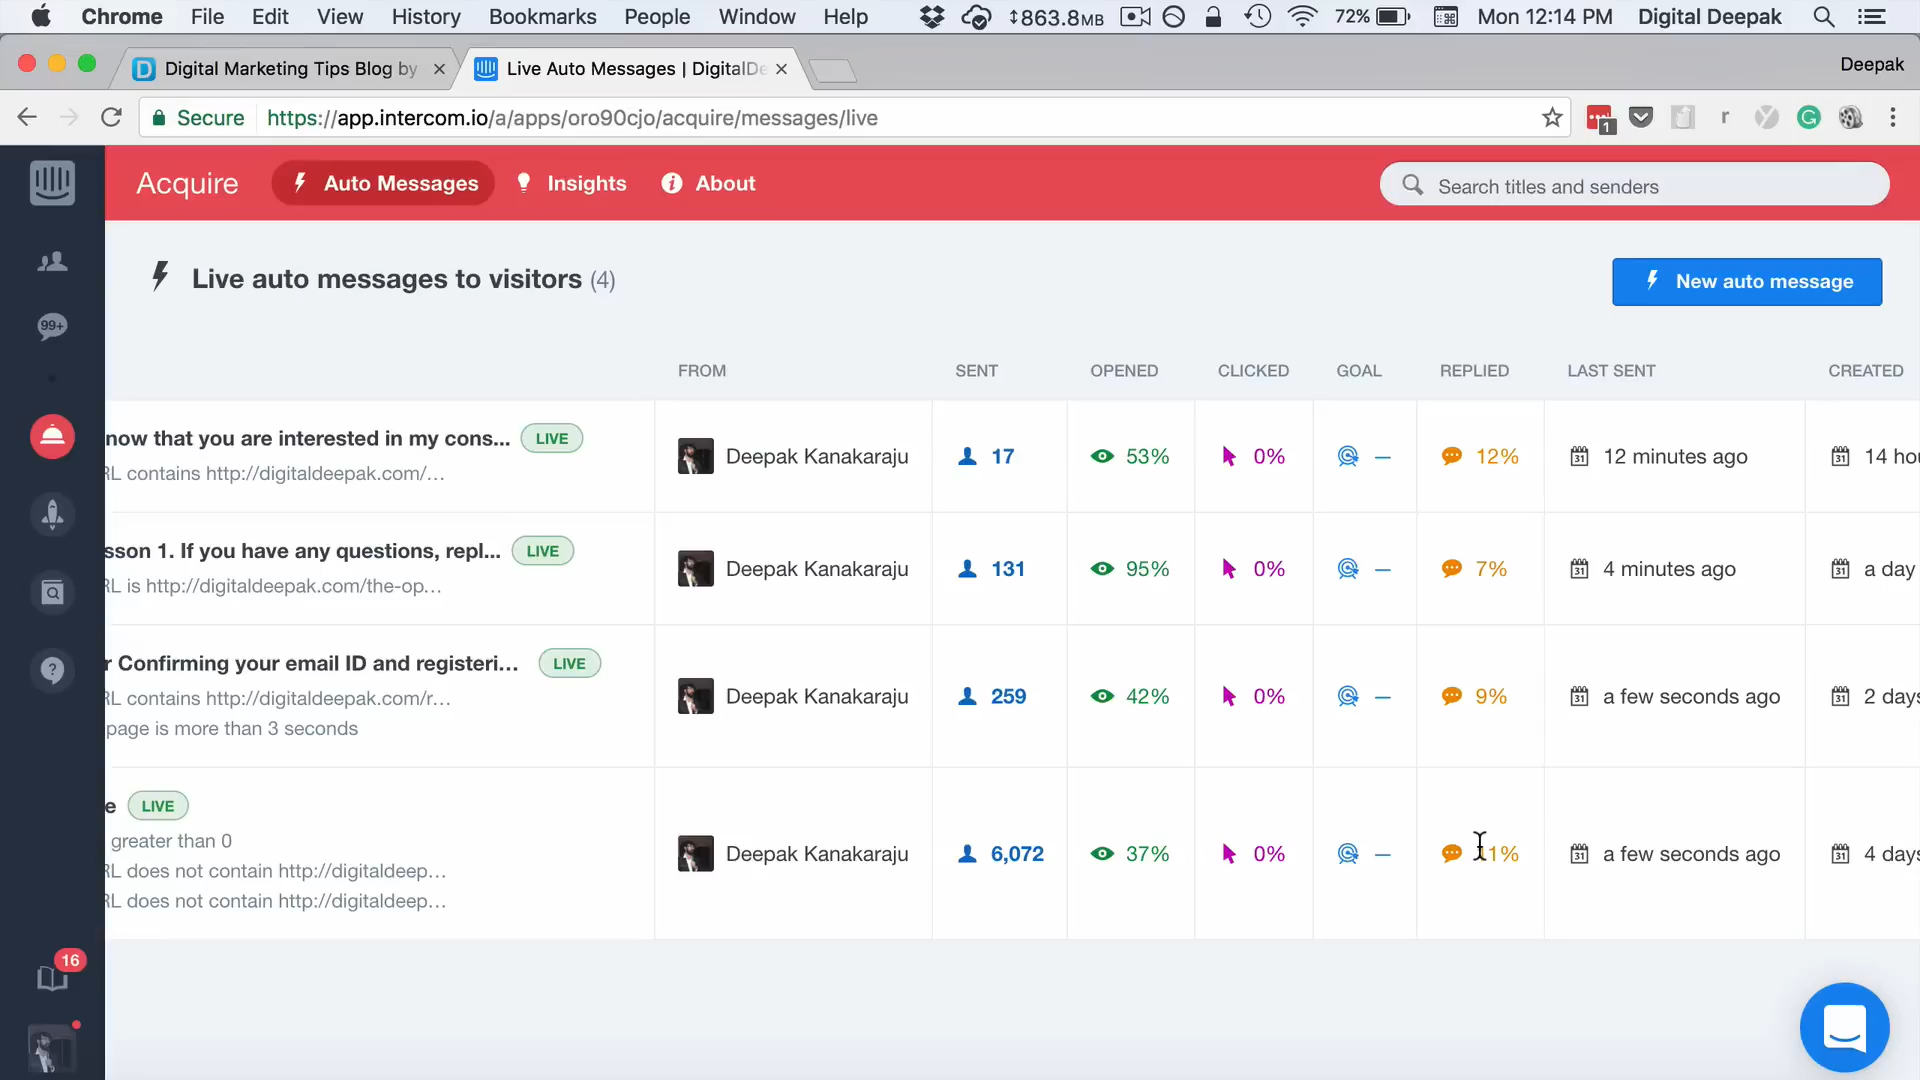 Chrome File Edit View History Bookmarks People Window Help 863.8MB 72% Mon 12:14 PM Digital Deepak
Digital Marketing Tips Blog by Live Auto Messages | DigitalDe Deepak
Secure https://app.intercom.io/a/apps/oro90cjo/acquire/messages/live 1
Acquire Auto Messages Insights About Search titles and senders
Live auto messages to visitors (4) New auto message
99+
FROM SENT OPENED CLICKED GOAL REPLIED LAST SENT CREATED
now that you are interested in my cons... LIVE
RL contains http://digitaldeepak.com/...
Deepak Kanakaraju 17 53% 0% — 12% 12 minutes ago 14 hou
sson 1. If you have any questions, repl... LIVE
RL is http://digitaldeepak.com/the-op...
Deepak Kanakaraju 131 95% 0% — 7% 4 minutes ago a day
r Confirming your email ID and registeri... LIVE
RL contains http://digitaldeepak.com/r...
page is more than 3 seconds
Deepak Kanakaraju 259 42% 0% — 9% a few seconds ago 2 days
e LIVE
greater than 0
RL does not contain http://digitaldeep...
RL does not contain http://digitaldeep...
Deepak Kanakaraju 6,072 37% 0% — 11% a few seconds ago 4 days
16